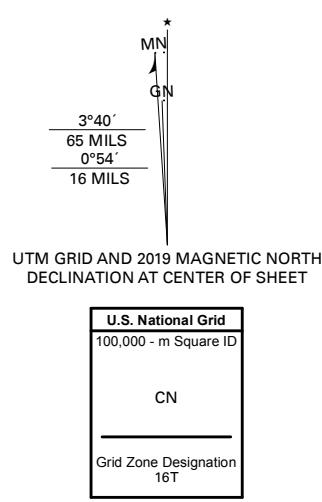 ★
MN
GN
3°40´
65 MILS
0°54´
16 MILS
UTM GRID AND 2019 MAGNETIC NORTH
DECLINATION AT CENTER OF SHEET
U.S. National Grid
100,000 - m Square ID
CN
Grid Zone Designation
16T